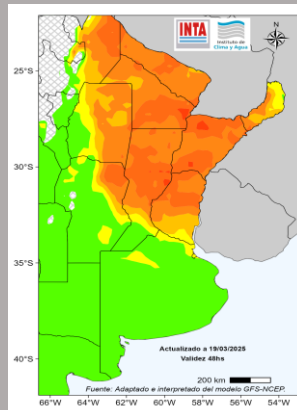 INTA
Instituto de
Clima y Agua
N
25°S
30°S
35°S
40°S
Actualizado a 19/03/2025
Validez 48hs
200 km
Fuente: Adaptado e interpretado del modelo GFS-NCEP.
66°W 64°W 62°W 60°W 58°W 56°W 54°W